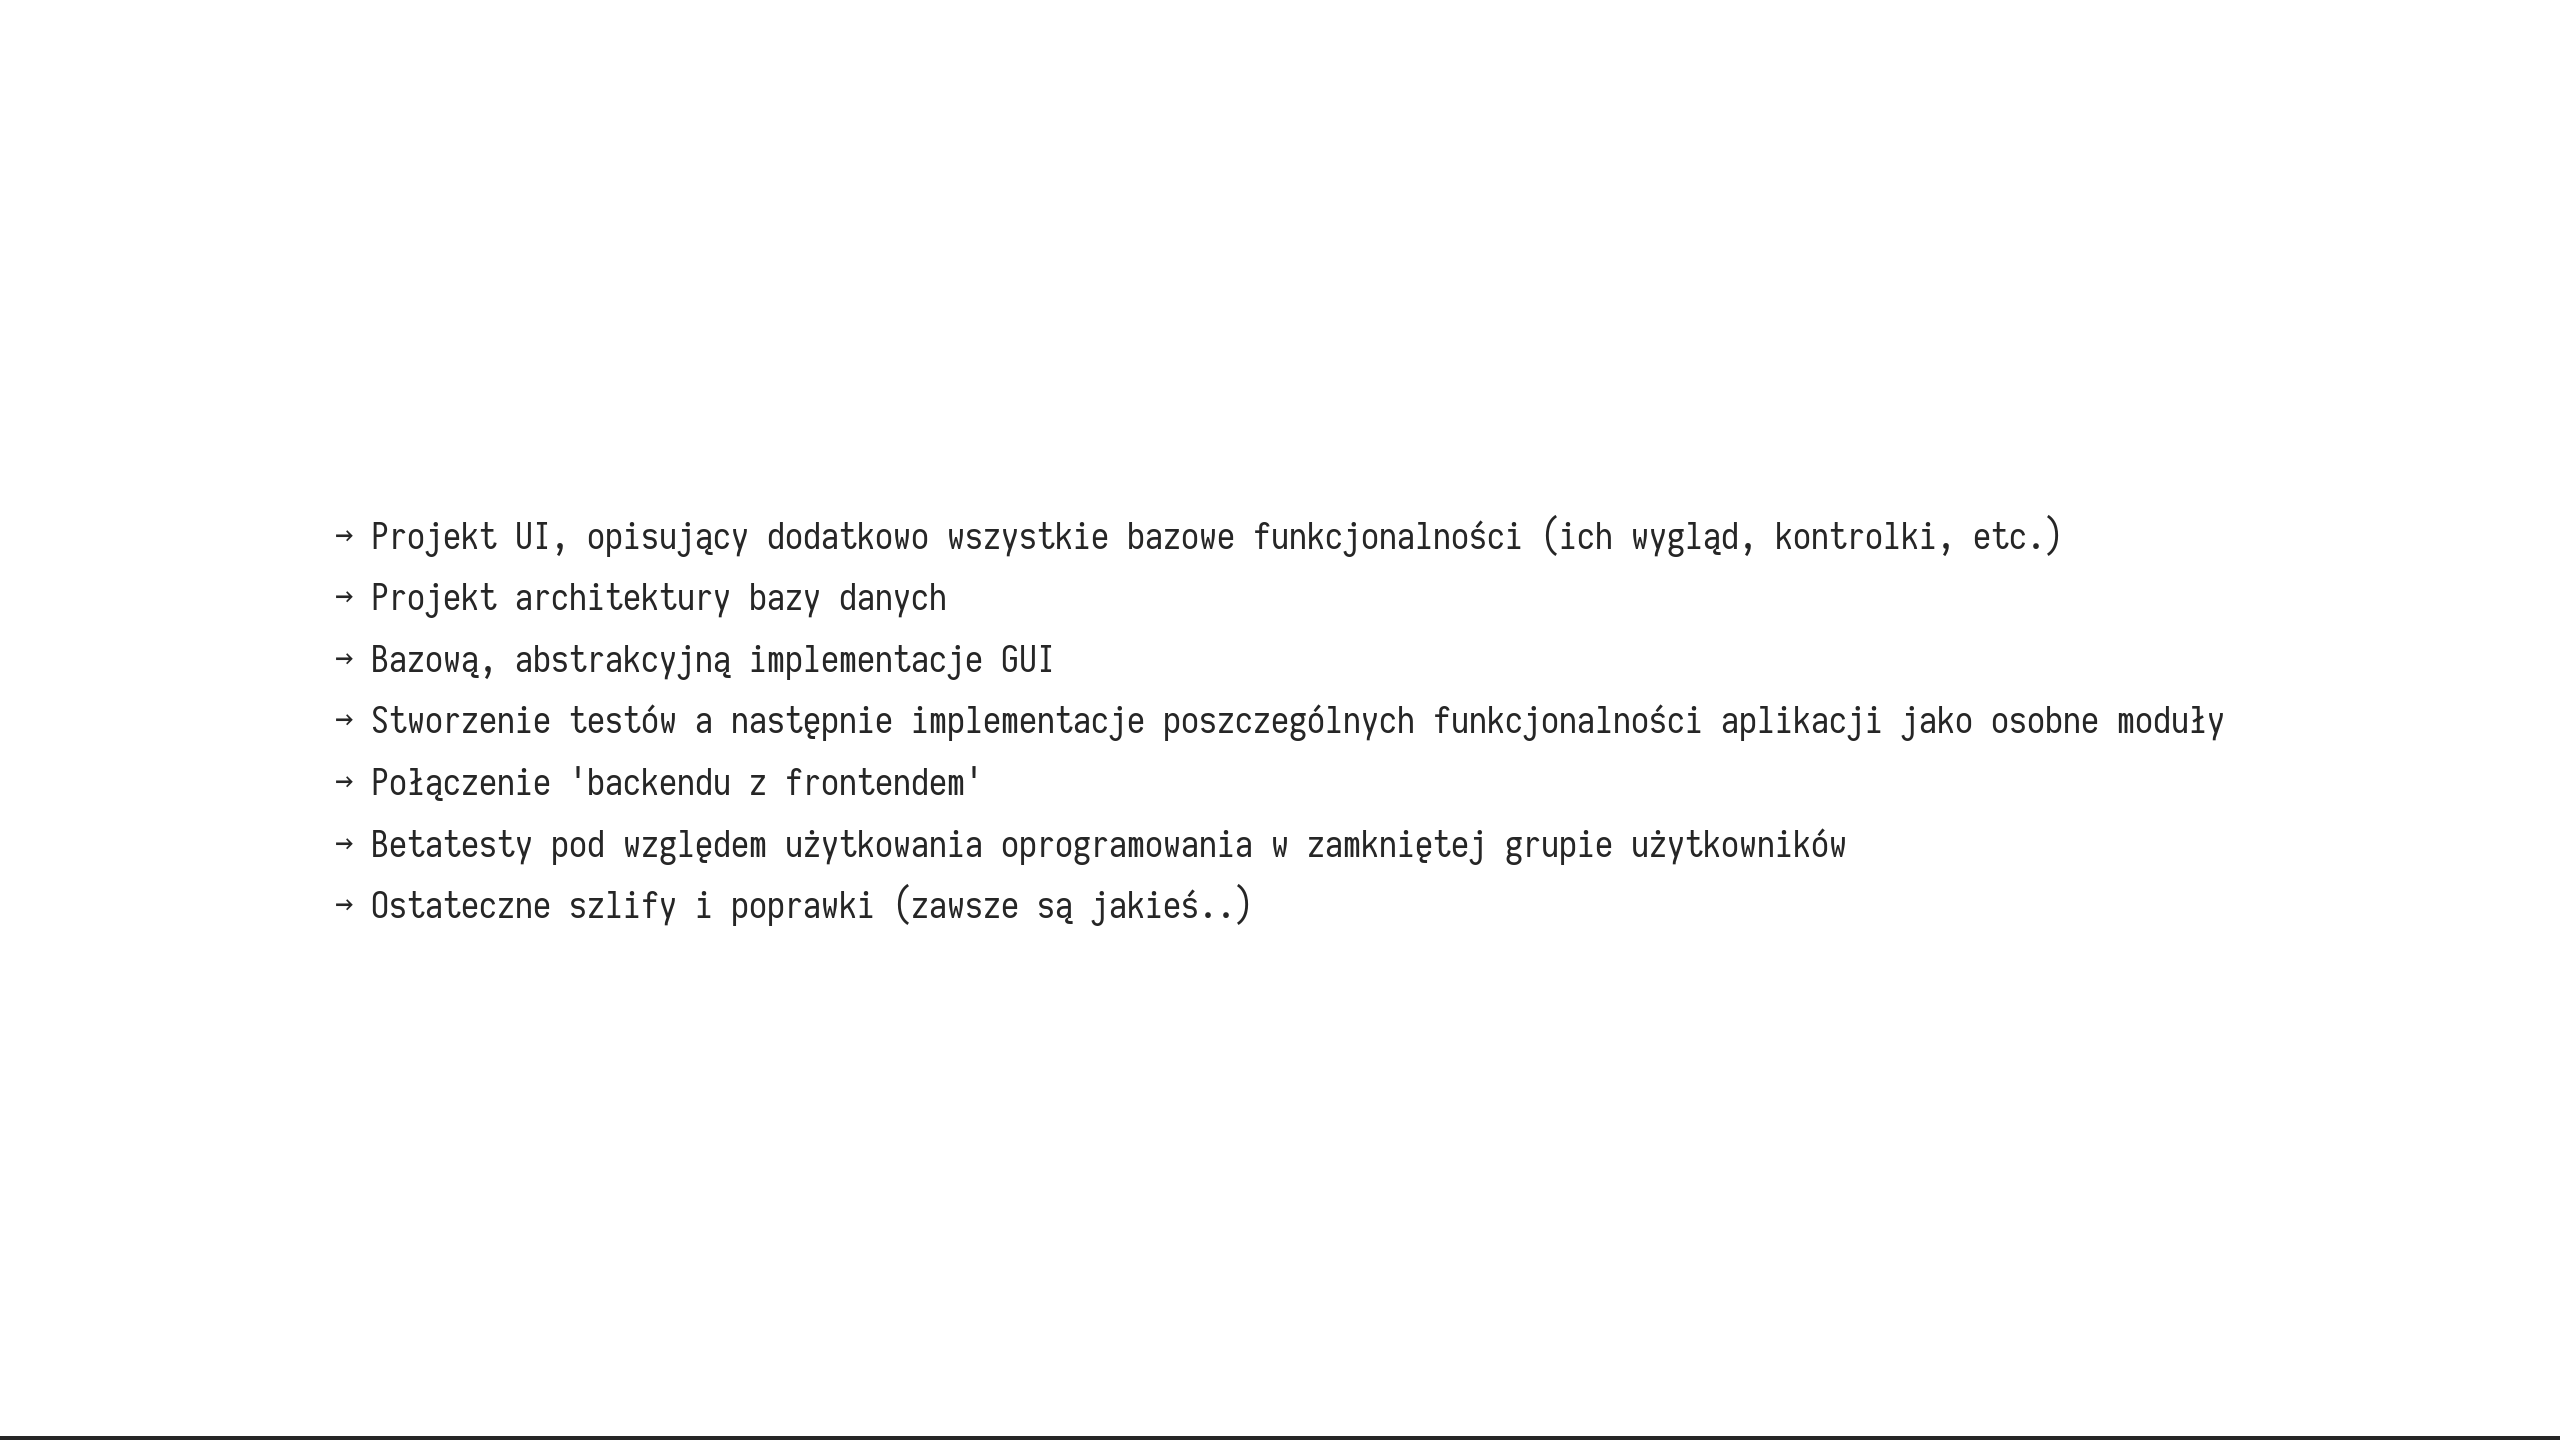 → Projekt UI, opisujący dodatkowo wszystkie bazowe funkcjonalności (ich wygląd, kontrolki, etc.)
→ Projekt architektury bazy danych
→ Bazową, abstrakcyjną implementacje GUI
→ Stworzenie testów a następnie implementacje poszczególnych funkcjonalności aplikacji jako osobne moduły
→ Połączenie 'backendu z frontendem'
→ Betatesty pod względem użytkowania oprogramowania w zamkniętej grupie użytkowników
→ Ostateczne szlify i poprawki (zawsze są jakieś..)